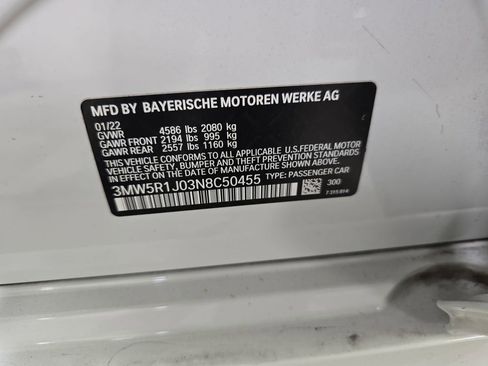 MFD BY BAYERISCHE MOTOREN WERKE AG
01/22
GVWR 4586 lbs 2080 kg
GAWR FRONT 2194 lbs 995 kg
GAWR REAR 2557 lbs 1160 kg
THIS VEHICLE CONFORMS TO ALL APPLICABLE U.S.FEDERAL MOTOR
VEHICLE SAFETY, BUMPER, AND THEFT PREVENTION STANDARDS
IN EFFECT ON THE DATE OF MANUFACTURE SHOWN ABOVE.
3MW5R1J03N8C50455 TYPE: PASSENGER CAR
300